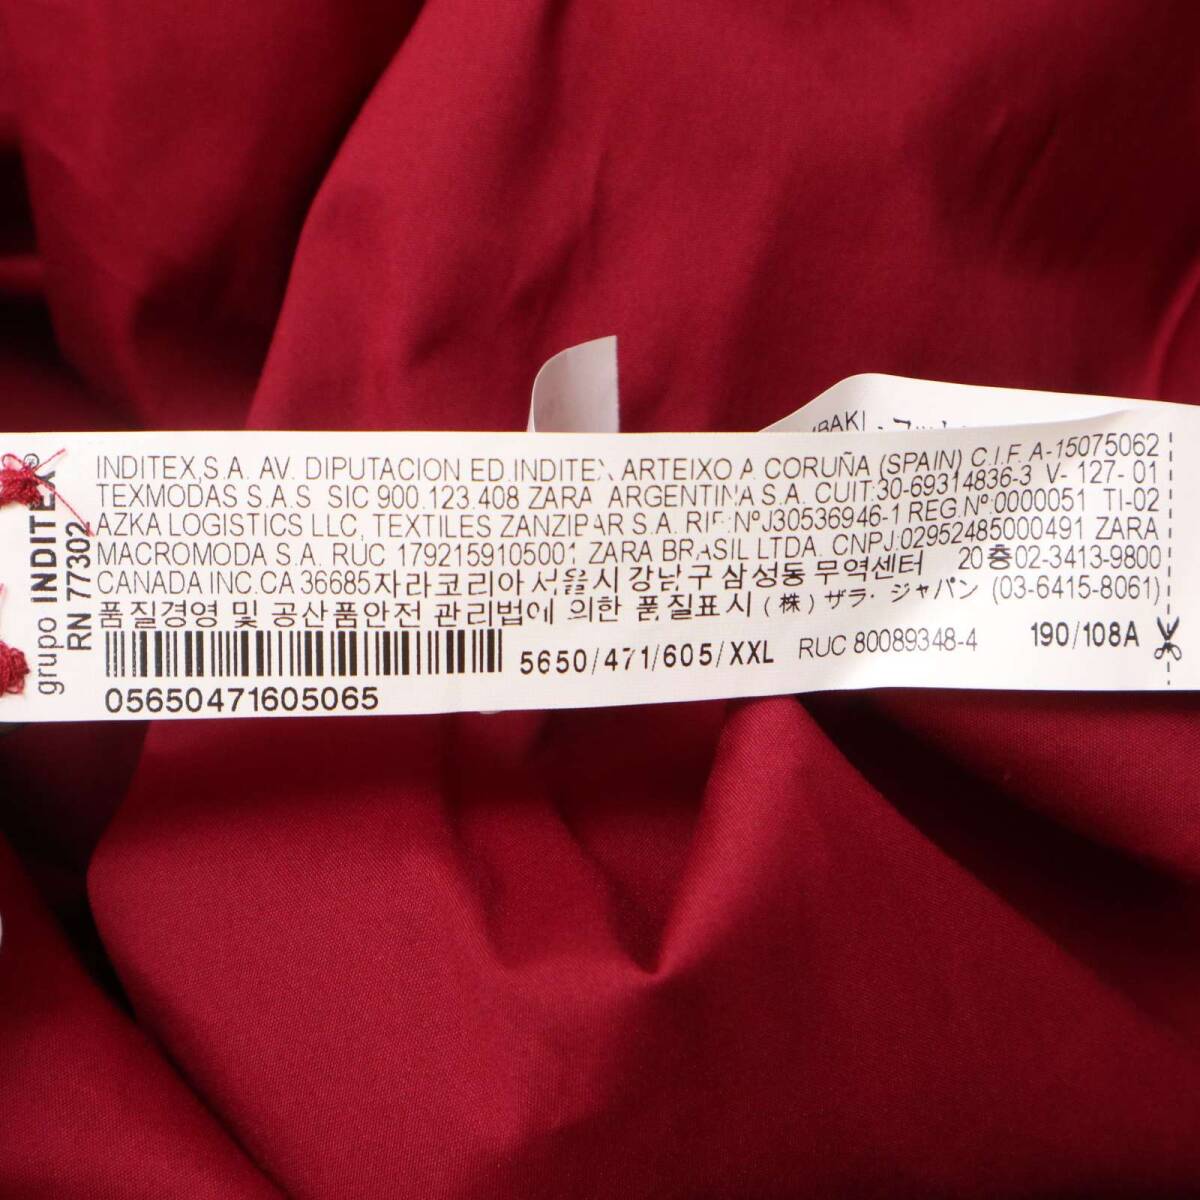 grupo INDITEX®
RN 77302
INDITEX,S.A. AV. DIPUTACION ED.INDITEX ARTEIXO A CORUÑA (SPAIN) C.I.F. A-15075062
TEXMODAS S.A.S SIC 900.123.408 ZARA ARGENTINA S.A. CUIT:30-69314836-3 V- 127- 01
AZKA LOGISTICS LLC, TEXTILES ZANZIBAR S.A. RIF: NºJ30536946-1 REG.Nº:0000051 TI-02
MACROMODA S.A. RUC 1792159105001 ZARA BRASIL LTDA. CNPJ:02952485000491 ZARA
CANADA INC.CA 36685자라코리아 서울시 강남구 삼성동 무역센터 20층02-3413-9800
품질경영 및 공산품안전 관리법에 의한 품질표시 (株) ザラ・ジャパン (03-6415-8061)
5650/471/605/XXL RUC 80089348-4 190/108A
05650471605065